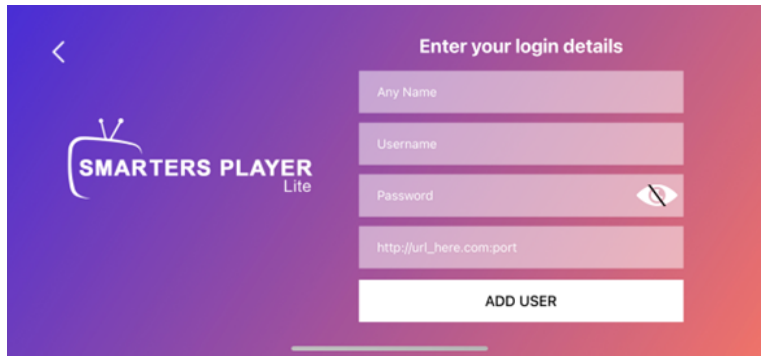 Enter your login details
Any Name
Username
SMARTERS PLAYER
Lite
Password
http://url_here.com:port
ADD USER